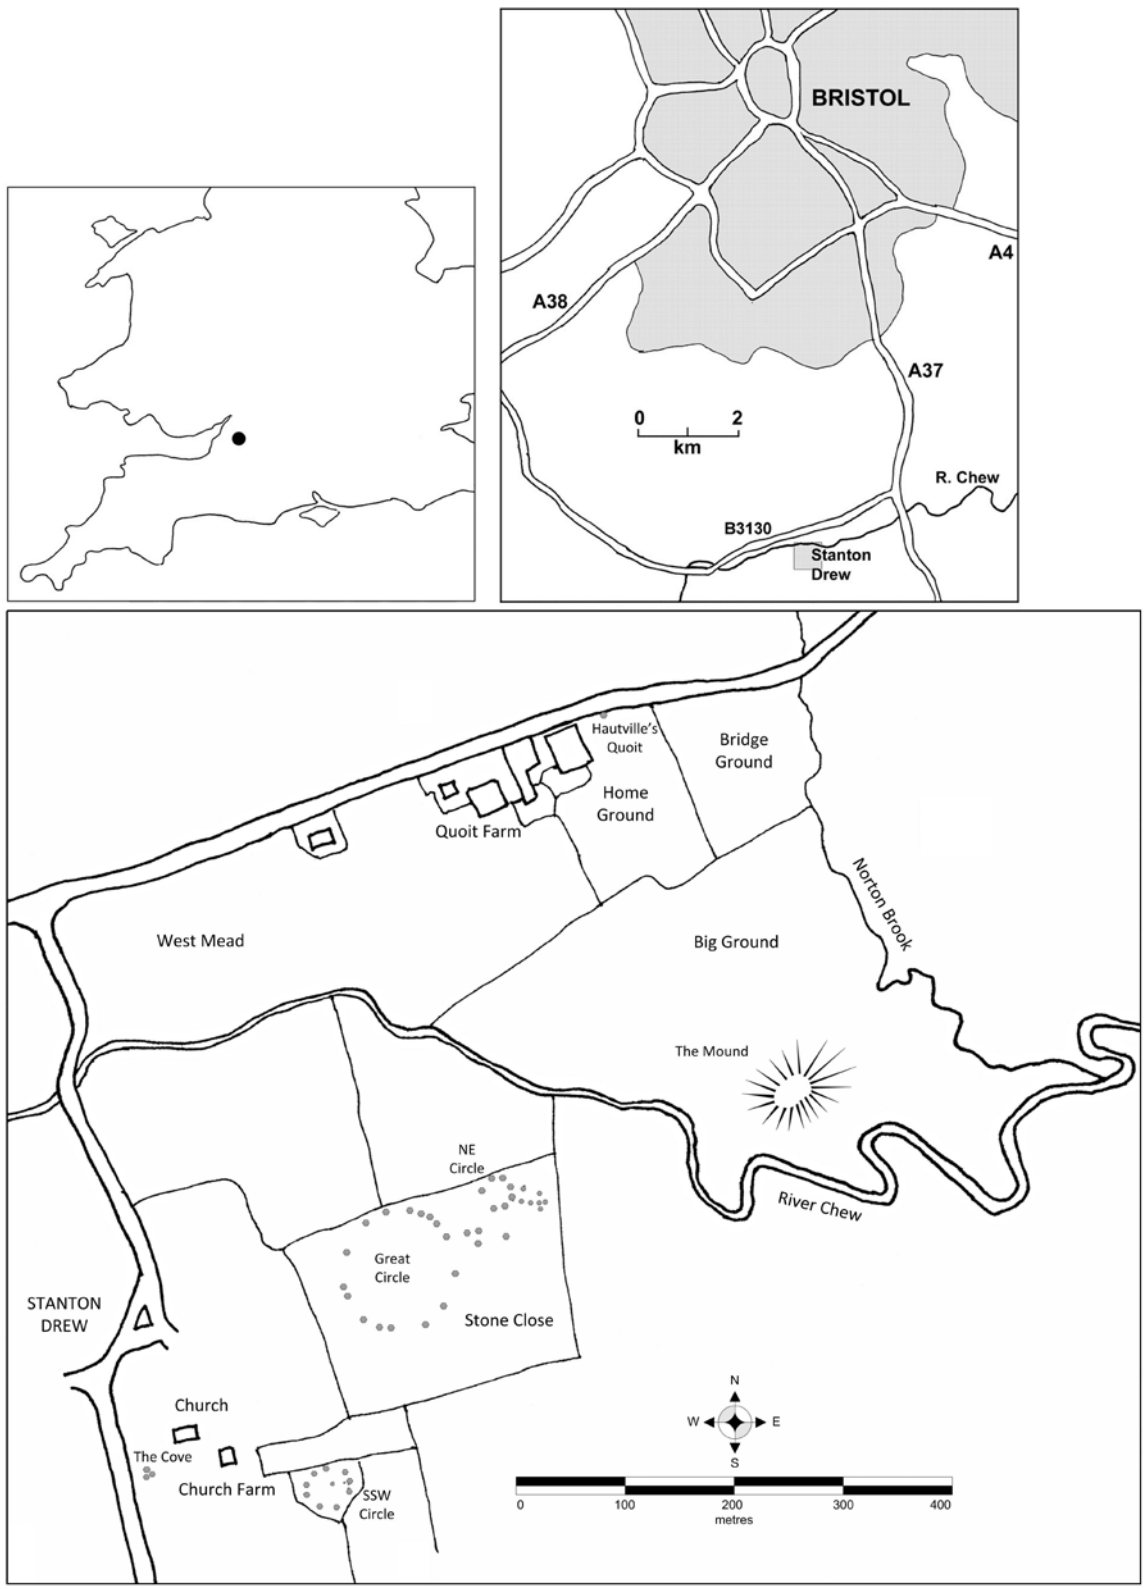 BRISTOL
A4
A38
A37
0 2
km
R. Chew
B3130
Stanton
Drew
Hautville's
Quoit
Bridge
Ground
Home
Ground
Quoit Farm
Norton Brook
West Mead
Big Ground
The Mound
NE
Circle
River Chew
Great
Circle
STANTON
DREW
Stone Close
N
W E
S
Church
The Cove
Church Farm
SSW
Circle
0 100 200 300 400
metres